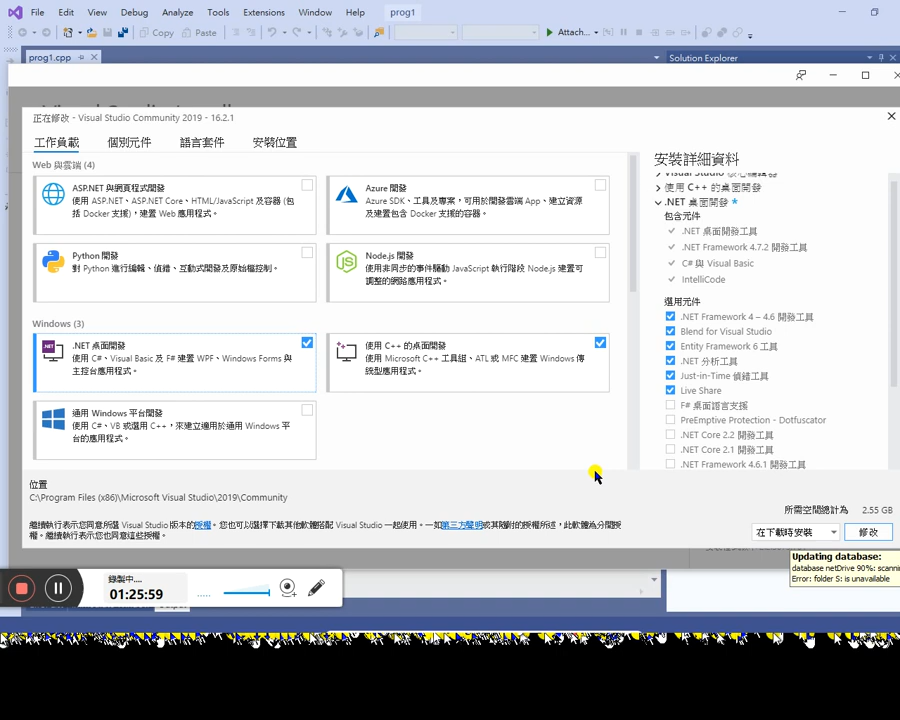 File Edit View Debug Analyze Tools Extensions Window Help prog1
Copy Paste Attach...
prog1.cpp Solution Explorer
正在修改 - Visual Studio Community 2019 - 16.2.1
工作負載 個別元件 語言套件 安裝位置
Web 與雲端 (4)
ASP.NET 與網頁程式開發
使用 ASP.NET、ASP.NET Core、HTML/JavaScript 及容器 (包
括 Docker 支援)，建置 Web 應用程式。
Azure 開發
Azure SDK、工具及專案，可用於開發雲端 App、建立資源
及建置包含 Docker 支援的容器。
Python 開發
對 Python 進行編輯、偵錯、互動式開發及原始檔控制。
Node.js 開發
使用非同步的事件驅動 JavaScript 執行階段 Node.js 建置可
調整的網路應用程式。
Windows (3)
.NET 桌面開發
使用 C#、Visual Basic 及 F# 建置 WPF、Windows Forms 與
主控台應用程式。
使用 C++ 的桌面開發
使用 Microsoft C++ 工具組、ATL 或 MFC 建置 Windows 傳
統型應用程式。
通用 Windows 平台開發
使用 C#、VB 或選用 C++，來建立適用於通用 Windows 平
台的應用程式。
安裝詳細資料
Visual Studio 核心編輯器
使用 C++ 的桌面開發
.NET 桌面開發 *
包含元件
.NET 桌面開發工具
.NET Framework 4.7.2 開發工具
C# 與 Visual Basic
IntelliCode
選用元件
.NET Framework 4 – 4.6 開發工具
Blend for Visual Studio
Entity Framework 6 工具
.NET 分析工具
Just-in-Time 偵錯工具
Live Share
F# 桌面語言支援
PreEmptive Protection - Dotfuscator
.NET Core 2.2 開發工具
.NET Core 2.1 開發工具
.NET Framework 4.6.1 開發工具
位置
C:\Program Files (x86)\Microsoft Visual Studio\2019\Community
繼續執行表示您同意所選 Visual Studio 版本的授權。您也可以選擇下載其他軟體搭配 Visual Studio 一起使用。一如第三方聲明或其隨附的授權所述，此軟體為分開授
權。繼續執行表示您也同意這些授權。
所需空間總計為 2.55 GB
在下載時安裝 修改
Updating database:
database netDrive 90%: scanni
Error: folder S: is unavailable
錄製中....
01:25:59
Output